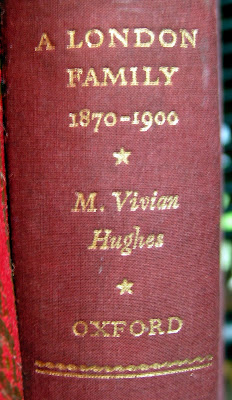 A LONDON
FAMILY
1870-1900
M. Vivian
Hughes
OXFORD